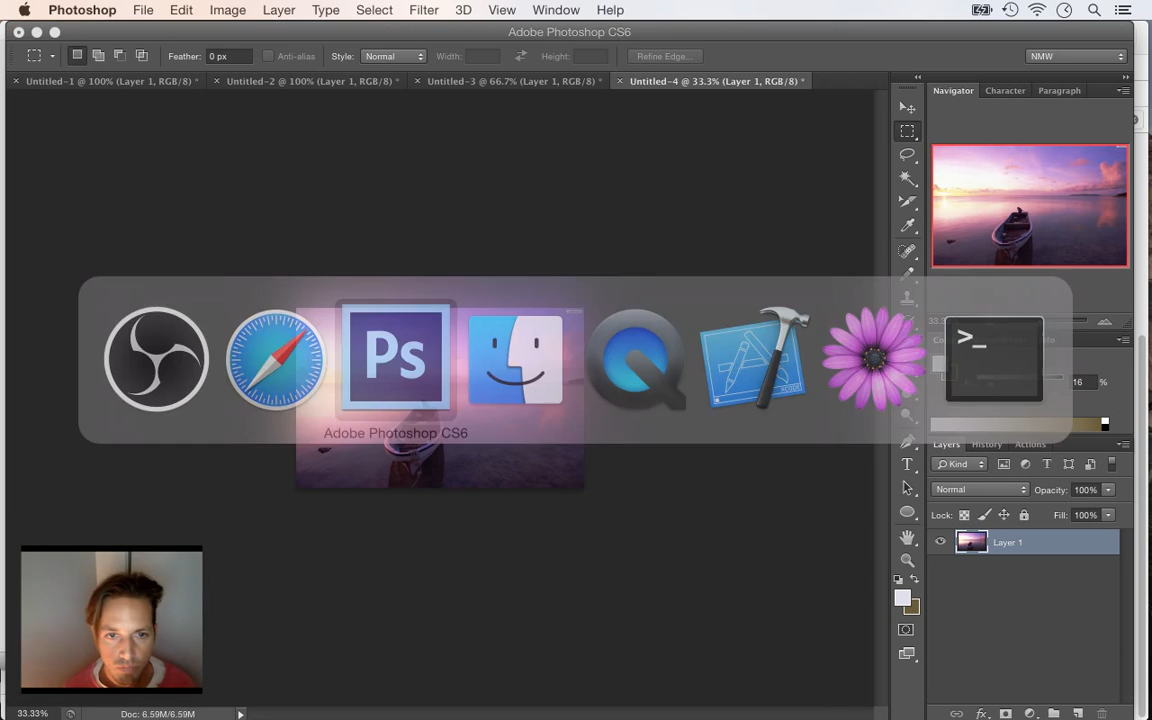 Photoshop File Edit Image Layer Type Select Filter 3D View Window Help
Adobe Photoshop CS6
Feather: 0 px Anti-alias Style: Normal Width: Height: Refine Edge... NMW
Untitled-1 @ 100% (Layer 1, RGB/8) * Untitled-2 @ 100% (Layer 1, RGB/8) * Untitled-3 @ 66.7% (Layer 1, RGB/8) * Untitled-4 @ 33.3% (Layer 1, RGB/8) *
Navigator Character Paragraph
Ps
>_
16 %
Adobe Photoshop CS6
Layers History Actions
T
Kind T
Normal Opacity: 100%
Lock: Fill: 100%
Layer 1
fx
33.33% Doc: 6.59M/6.59M